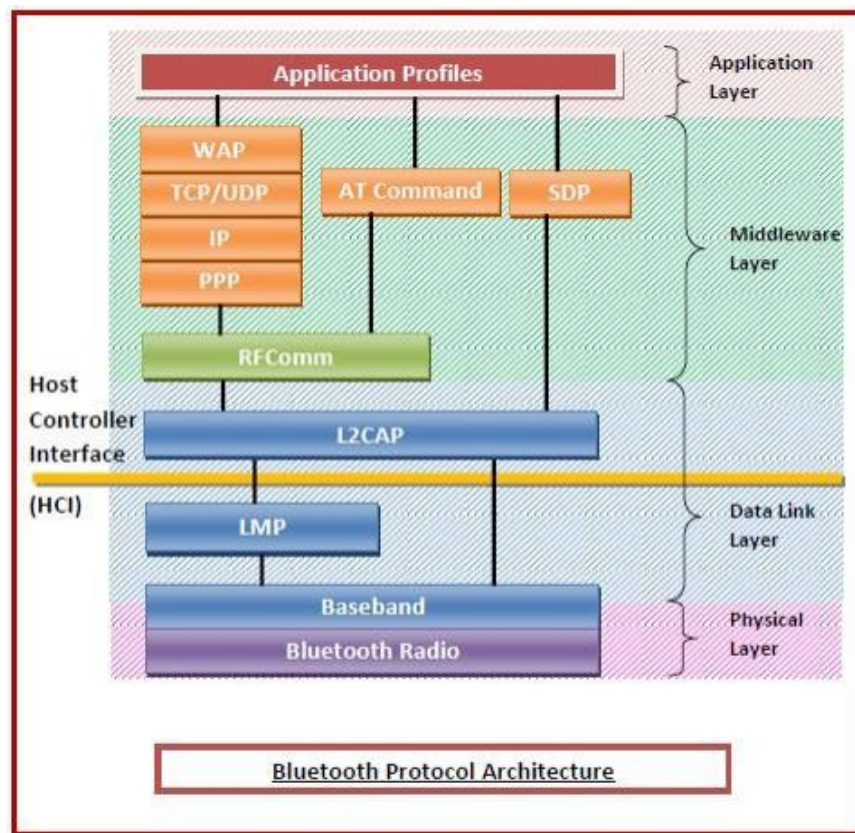 Application Profiles
Application
Layer
WAP
TCP/UDP
AT Command
SDP
IP
PPP
Middleware
Layer
RFComm
Host
Controller
Interface
(HCI)
L2CAP
LMP
Data Link
Layer
Baseband
Bluetooth Radio
Physical
Layer
Bluetooth Protocol Architecture